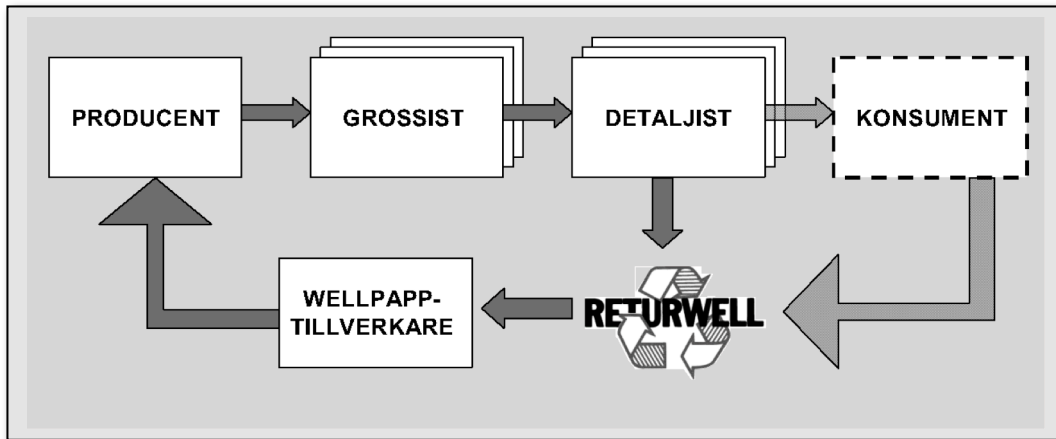 PRODUCENT
GROSSIST
DETALJIST
KONSUMENT
WELLPAPP-
TILLVERKARE
RETURWELL